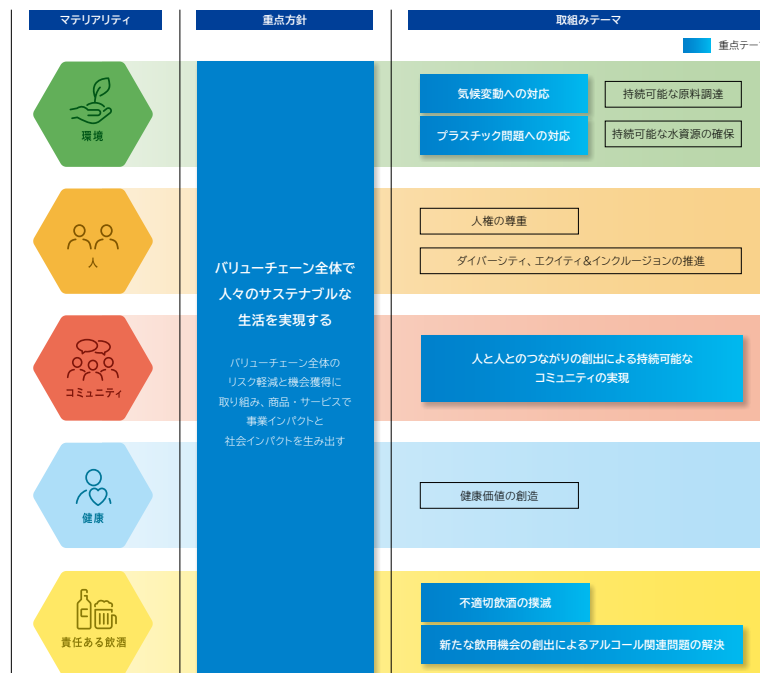 マテリアリティ
重点方針
取組みテーマ
重点テー
環境
気候変動への対応
持続可能な原料調達
プラスチック問題への対応
持続可能な水資源の確保
人
人権の尊重
ダイバーシティ、エクイティ&インクルージョンの推進
バリューチェーン全体で
人々のサステナブルな
生活を実現する
バリューチェーン全体の
リスク軽減と機会獲得に
取り組み、商品・サービスで
事業インパクトと
社会インパクトを生み出す
コミュニティ
人と人とのつながりの創出による持続可能な
コミュニティの実現
健康
健康価値の創造
責任ある飲酒
不適切飲酒の撲滅
新たな飲用機会の創出によるアルコール関連問題の解決